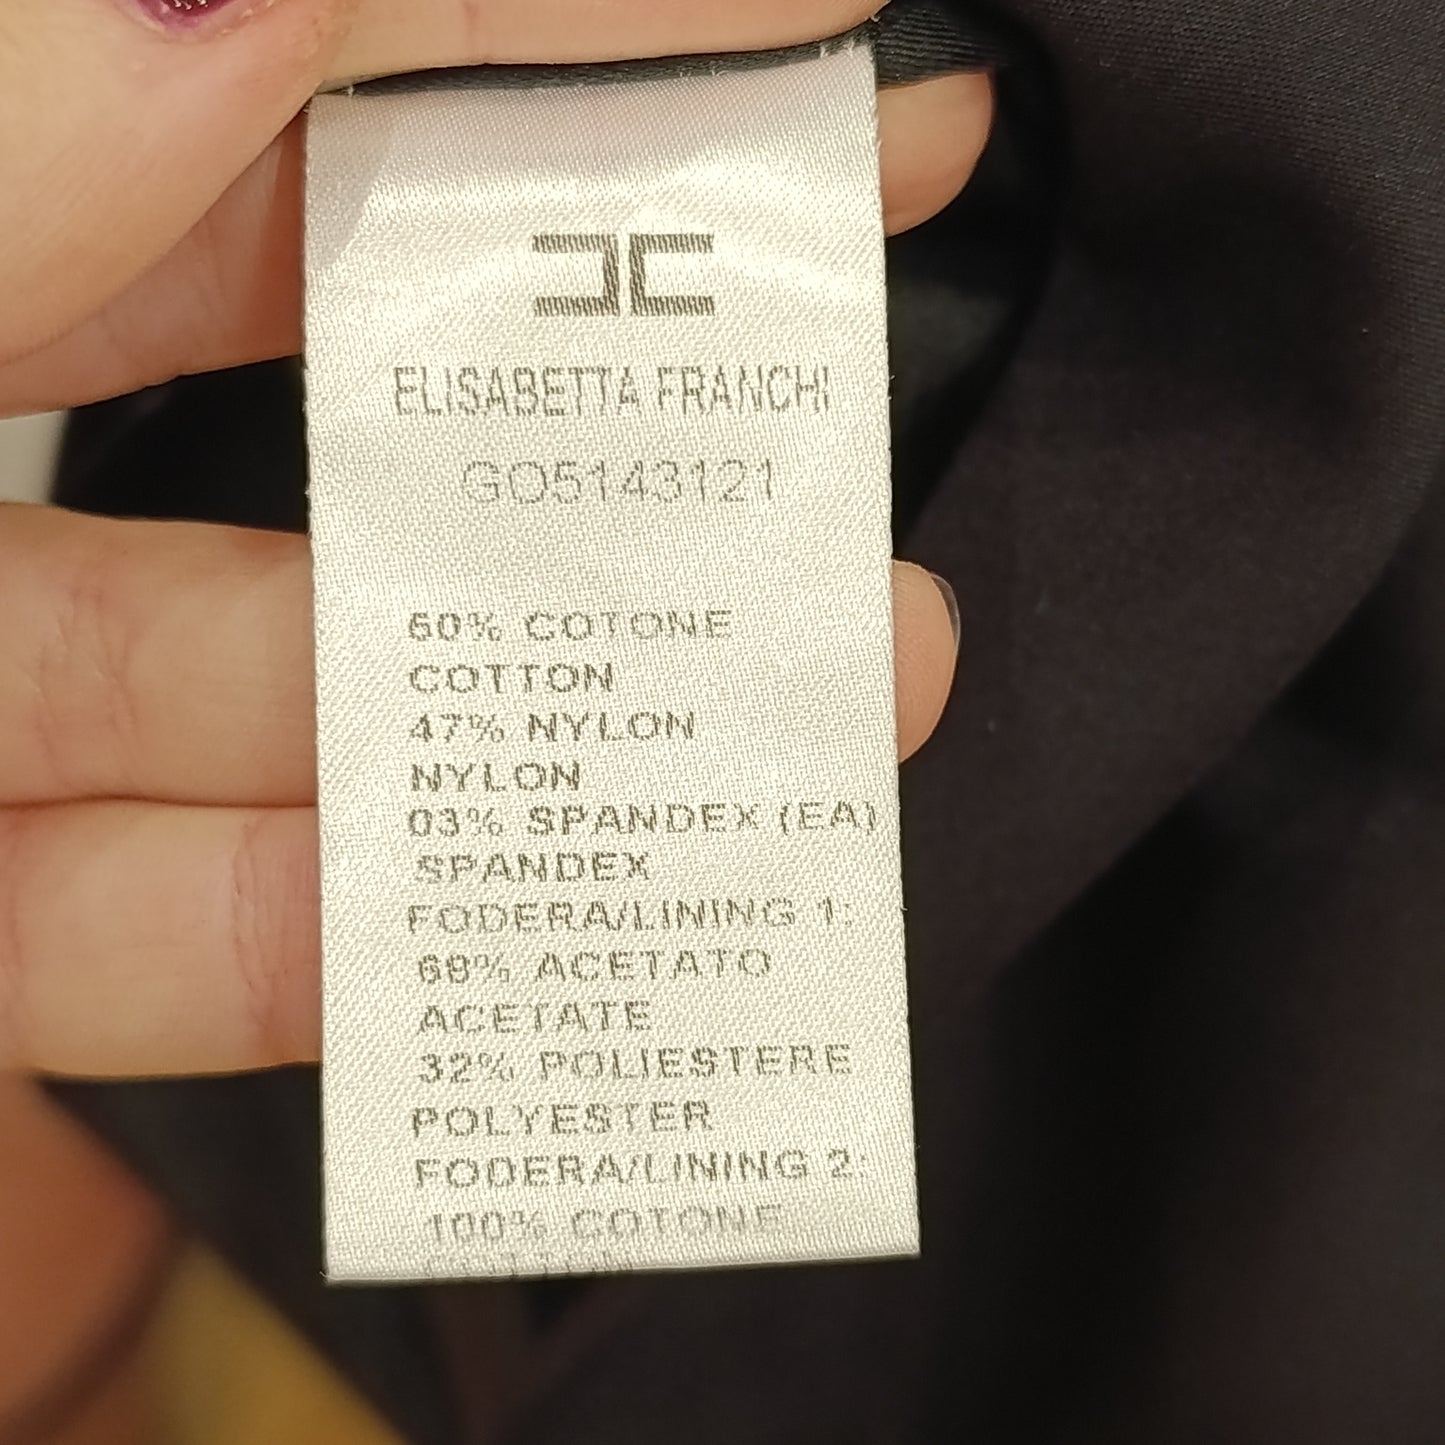 ELISABETTA FRANCHI
GO5143121
50% COTONE
COTTON
47% NYLON
NYLON
03% SPANDEX (EA)
SPANDEX
FODERA/LINING 1:
68% ACETATO
ACETATE
32% POLIESTERE
POLYESTER
FODERA/LINING 2:
100% COTONE